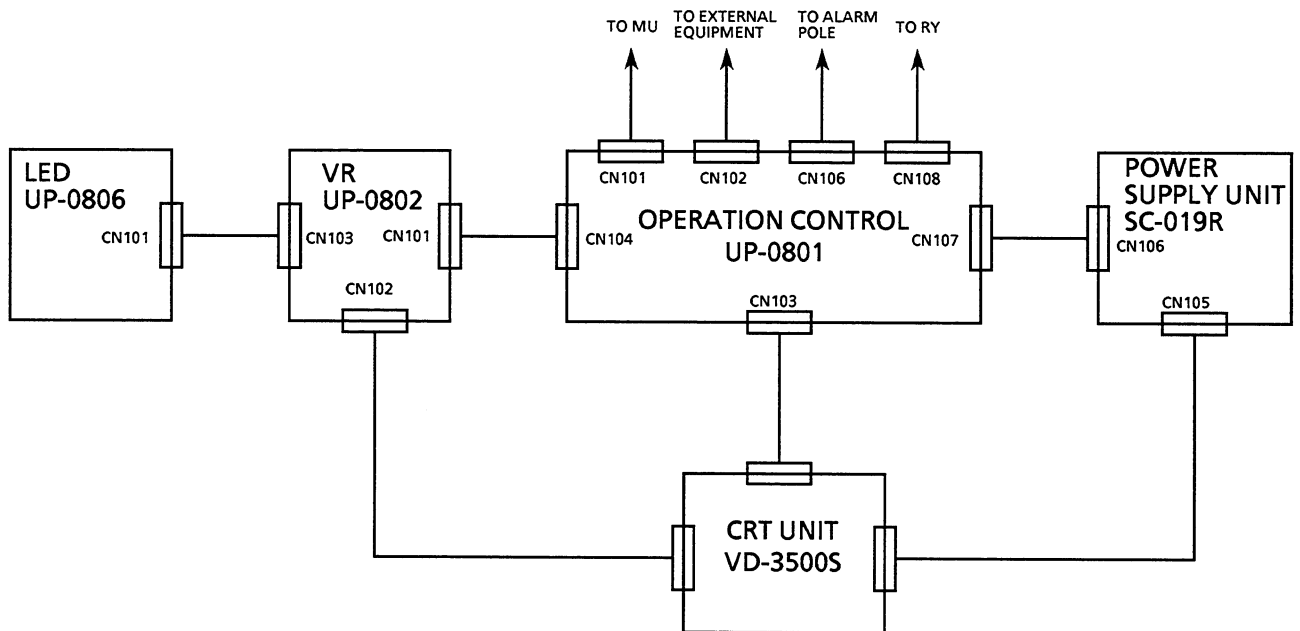 TO MU
TO EXTERNAL
EQUIPMENT
TO ALARM
POLE
TO RY
LED
UP-0806
CN101
VR
UP-0802
CN103
CN101
CN102
CN101
CN102
CN106
CN108
CN104
OPERATION CONTROL
UP-0801
CN107
CN103
POWER
SUPPLY UNIT
SC-019R
CN106
CN105
CRT UNIT
VD-3500S